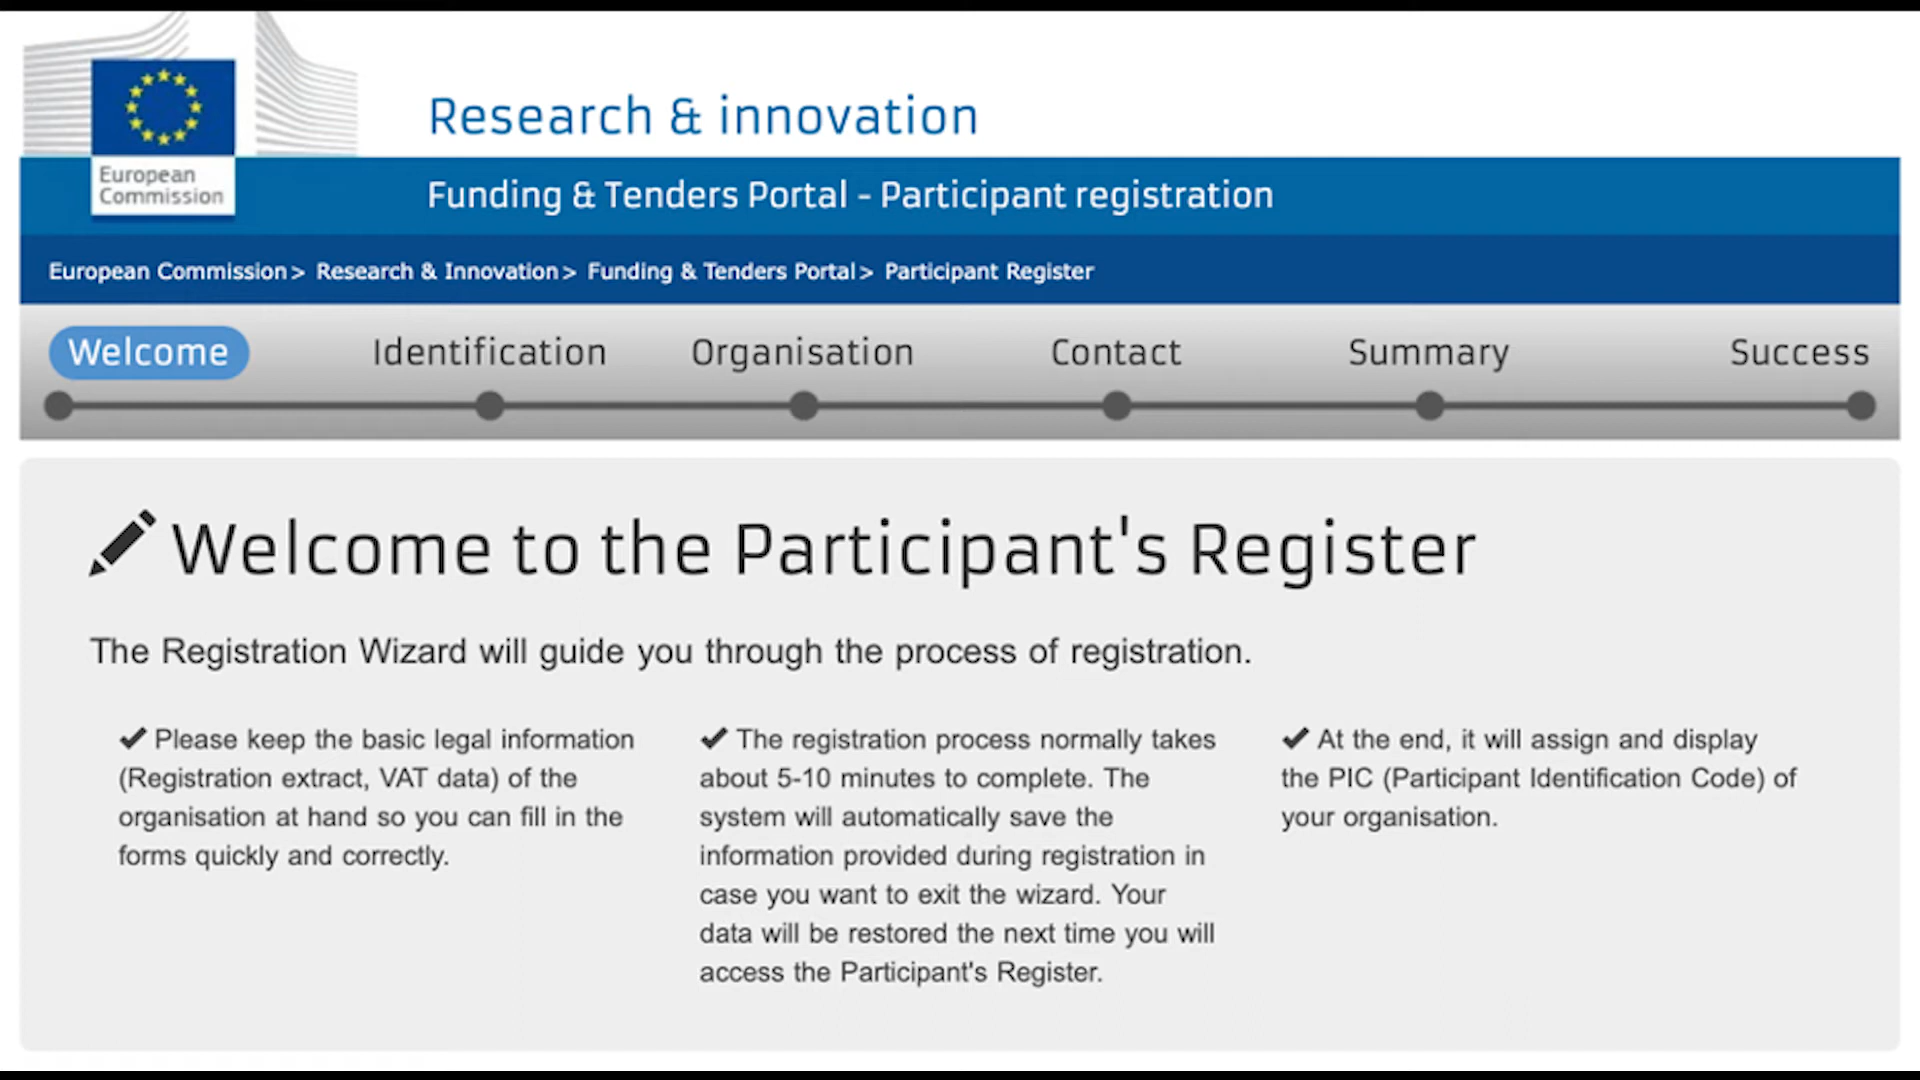 European
Commission
Research & innovation
Funding & Tenders Portal - Participant registration
European Commission> Research & Innovation> Funding & Tenders Portal> Participant Register
Welcome Identification Organisation Contact Summary Success
Welcome to the Participant's Register
The Registration Wizard will guide you through the process of registration.
Please keep the basic legal information
(Registration extract, VAT data) of the
organisation at hand so you can fill in the
forms quickly and correctly.
The registration process normally takes
about 5-10 minutes to complete. The
system will automatically save the
information provided during registration in
case you want to exit the wizard. Your
data will be restored the next time you will
access the Participant's Register.
At the end, it will assign and display
the PIC (Participant Identification Code) of
your organisation.